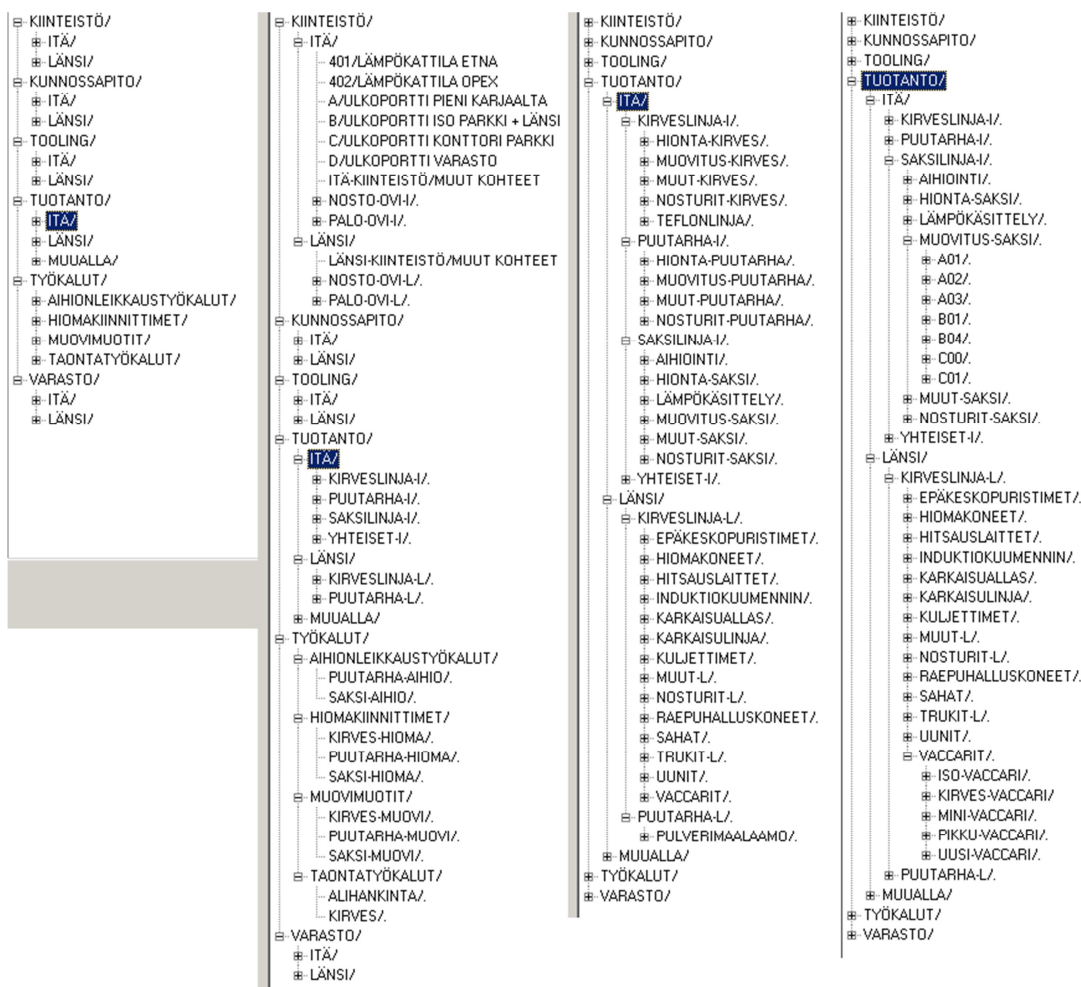 KIINTEISTÖ/
ITÄ/
LÄNSI/
KUNNOSSAPITO/
ITÄ/
LÄNSI/
TOOLING/
ITÄ/
LÄNSI/
TUOTANTO/
ITÄ/
LÄNSI/
MUUALLA/
TYÖKALUT/
AIHIONLEIKKAUSTYÖKALUT/
HIOMAKIINNITTIMET/
MUOVIMUOTIT/
TAONTATYÖKALUT/
VARASTO/
ITÄ/
LÄNSI/
KIINTEISTÖ/
ITÄ/
401/LÄMPÖKATTILA ETNA
402/LÄMPÖKATTILA OPEX
A/ULKOPORTTI PIENI KARJAALTA
B/ULKOPORTTI ISO PARKKI + LÄNSI
C/ULKOPORTTI KONTTORI PARKKI
D/ULKOPORTTI VARASTO
ITÄ-KIINTEISTÖ/MUUT KOHTEET
NOSTO-OVI-I/.
PALO-OVI-I/.
LÄNSI/
LÄNSI-KIINTEISTÖ/MUUT KOHTEET
NOSTO-OVI-L/.
PALO-OVI-L/.
KUNNOSSAPITO/
ITÄ/
LÄNSI/
TOOLING/
ITÄ/
LÄNSI/
TUOTANTO/
ITÄ/
KIRVESLINJA-I/.
PUUTARHA-I/.
SAKSILINJA-I/.
YHTEISET-I/.
LÄNSI/
KIRVESLINJA-L/.
PUUTARHA-L/.
MUUALLA/
TYÖKALUT/
AIHIONLEIKKAUSTYÖKALUT/
PUUTARHA-AIHIO/.
SAKSI-AIHIO/.
HIOMAKIINNITTIMET/
KIRVES-HIOMA/.
PUUTARHA-HIOMA/.
SAKSI-HIOMA/.
MUOVIMUOTIT/
KIRVES-MUOVI/.
PUUTARHA-MUOVI/.
SAKSI-MUOVI/.
TAONTATYÖKALUT/
ALIHANKINTA/.
KIRVES/.
VARASTO/
ITÄ/
LÄNSI/
KIINTEISTÖ/
KUNNOSSAPITO/
TOOLING/
TUOTANTO/
ITÄ/
KIRVESLINJA-I/.
HIONTA-KIRVES/.
MUOVITUS-KIRVES/.
MUUT-KIRVES/.
NOSTURIT-KIRVES/.
TEFLONLINJA/.
PUUTARHA-I/.
HIONTA-PUUTARHA/.
MUOVITUS-PUUTARHA/.
MUUT-PUUTARHA/.
NOSTURIT-PUUTARHA/.
SAKSILINJA-I/.
AIHIOINTI/.
HIONTA-SAKSI/.
LÄMPÖKÄSITTELY/.
MUOVITUS-SAKSI/.
MUUT-SAKSI/.
NOSTURIT-SAKSI/.
YHTEISET-I/.
LÄNSI/
KIRVESLINJA-L/.
EPÄKESKOPURISTIMET/.
HIOMAKONEET/.
HITSAUSLAITTET/.
INDUKTIOKUUMENNIN/.
KARKAISUALLAS/.
KARKAISULINJA/.
KULJETTIMET/.
MUUT-L/.
NOSTURIT-L/.
RAEPUHALLUSKONEET/.
SAHAT/.
TRUKIT-L/.
UUNIT/.
VACCARIT/.
PUUTARHA-L/.
PULVERIMAALAAMO/.
MUUALLA/
TYÖKALUT/
VARASTO/
KIINTEISTÖ/
KUNNOSSAPITO/
TOOLING/
TUOTANTO/
ITÄ/
KIRVESLINJA-I/.
PUUTARHA-I/.
SAKSILINJA-I/.
AIHIOINTI/.
HIONTA-SAKSI/.
LÄMPÖKÄSITTELY/.
MUOVITUS-SAKSI/.
A01/.
A02/.
A03/.
B01/.
B04/.
C00/.
C01/.
MUUT-SAKSI/.
NOSTURIT-SAKSI/.
YHTEISET-I/.
LÄNSI/
KIRVESLINJA-L/.
EPÄKESKOPURISTIMET/.
HIOMAKONEET/.
HITSAUSLAITTET/.
INDUKTIOKUUMENNIN/.
KARKAISUALLAS/.
KARKAISULINJA/.
KULJETTIMET/.
MUUT-L/.
NOSTURIT-L/.
RAEPUHALLUSKONEET/.
SAHAT/.
TRUKIT-L/.
UUNIT/.
VACCARIT/.
ISO-VACCARI/.
KIRVES-VACCARI/
MINI-VACCARI/.
PIKKU-VACCARI/.
UUSI-VACCARI/.
PUUTARHA-L/.
MUUALLA/
TYÖKALUT/
VARASTO/